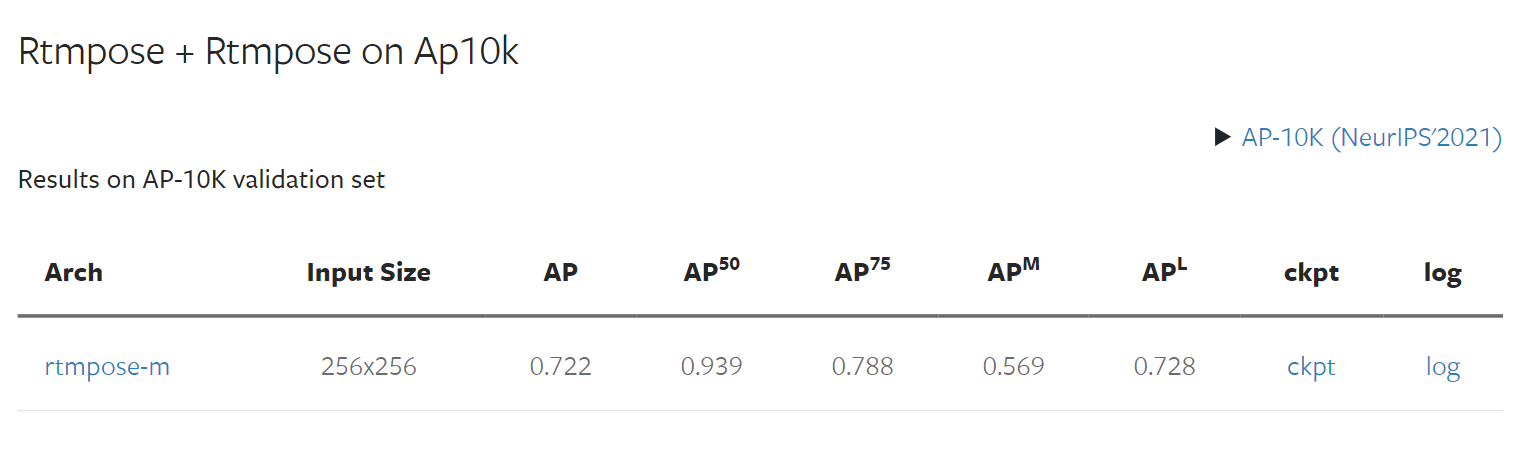 Rtmpose + Rtmpose on Ap10k
▶ AP-10K (NeurIPS'2021)
Results on AP-10K validation set
Arch Input Size AP AP50 AP75 APM APL ckpt log
rtmpose-m 256x256 0.722 0.939 0.788 0.569 0.728 ckpt log